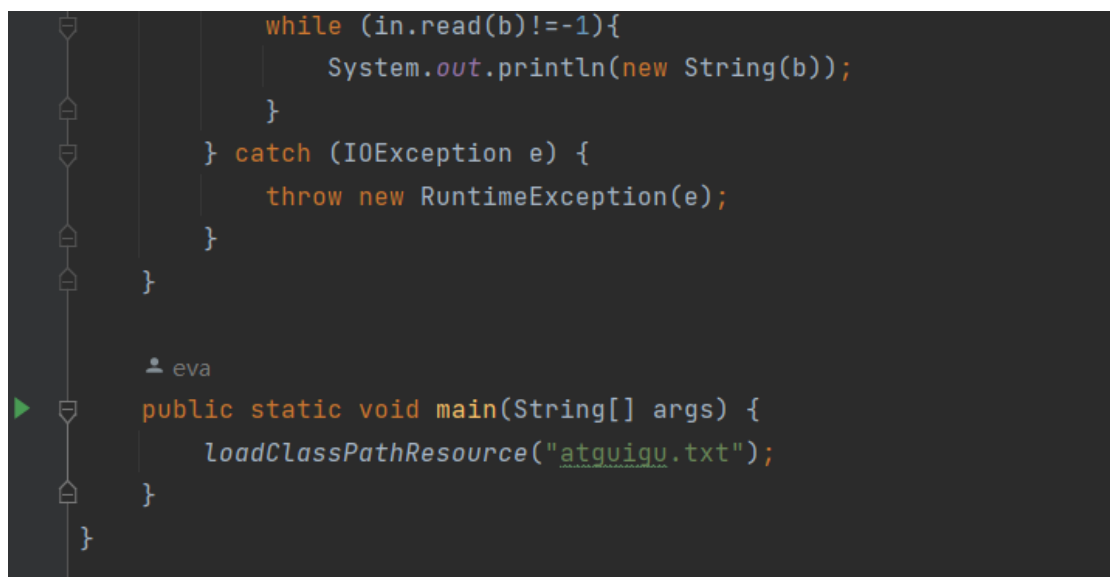 while (in.read(b)!=-1){
System.out.println(new String(b));
}
} catch (IOException e) {
throw new RuntimeException(e);
}
}
eva
public static void main(String[] args) {
loadClassPathResource("atguigu.txt");
}
}